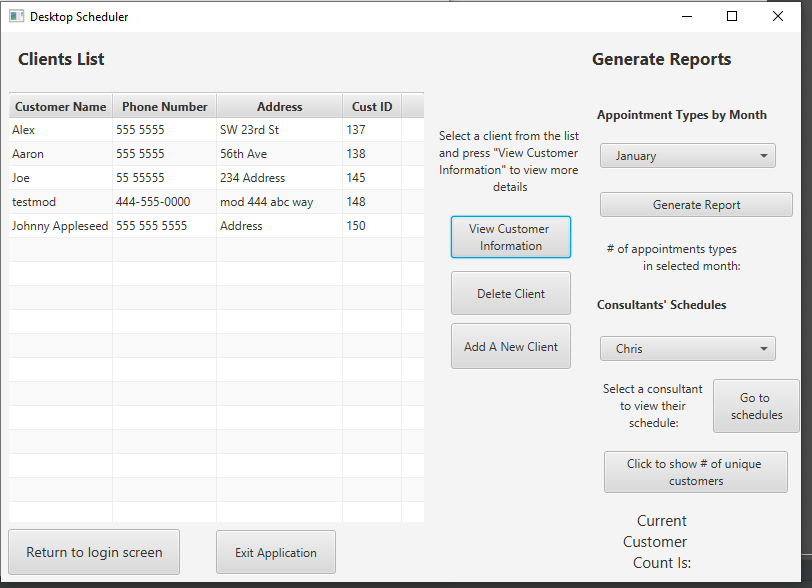 Desktop Scheduler
Clients List
Customer Name Phone Number Address Cust ID
Alex 555 5555 SW 23rd St 137
Aaron 555 5555 56th Ave 138
Joe 55 55555 234 Address 145
testmod 444-555-0000 mod 444 abc way 148
Johnny Appleseed 555 555 5555 Address 150
Select a client from the list
and press "View Customer
Information" to view more
details
View Customer
Information
Delete Client
Add A New Client
Generate Reports
Appointment Types by Month
January
Generate Report
# of appointments types
in selected month:
Consultants' Schedules
Chris
Select a consultant
to view their
schedule:
Go to
schedules
Click to show # of unique
customers
Current
Customer
Count Is:
Return to login screen
Exit Application